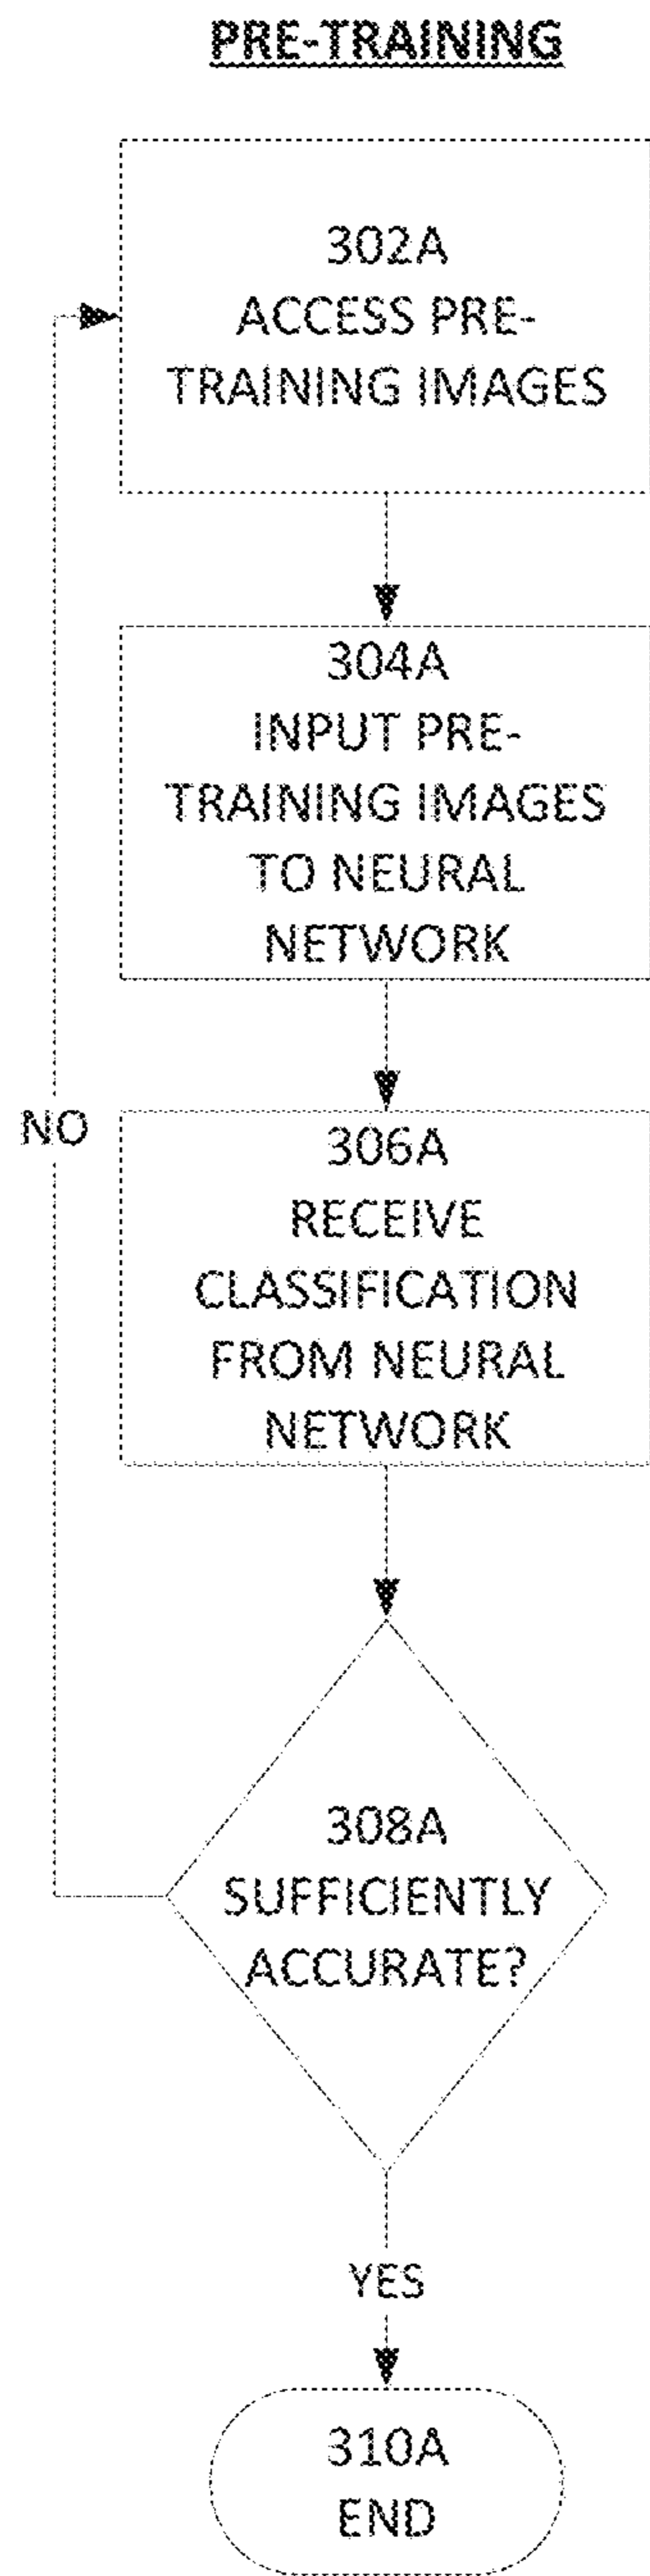 PRE-TRAINING
302A
ACCESS PRE-
TRAINING IMAGES
304A
INPUT PRE-
TRAINING IMAGES
TO NEURAL
NETWORK
NO
306A
RECEIVE
CLASSIFICATION
FROM NEURAL
NETWORK
308A
SUFFICIENTLY
ACCURATE?
YES
310A
END